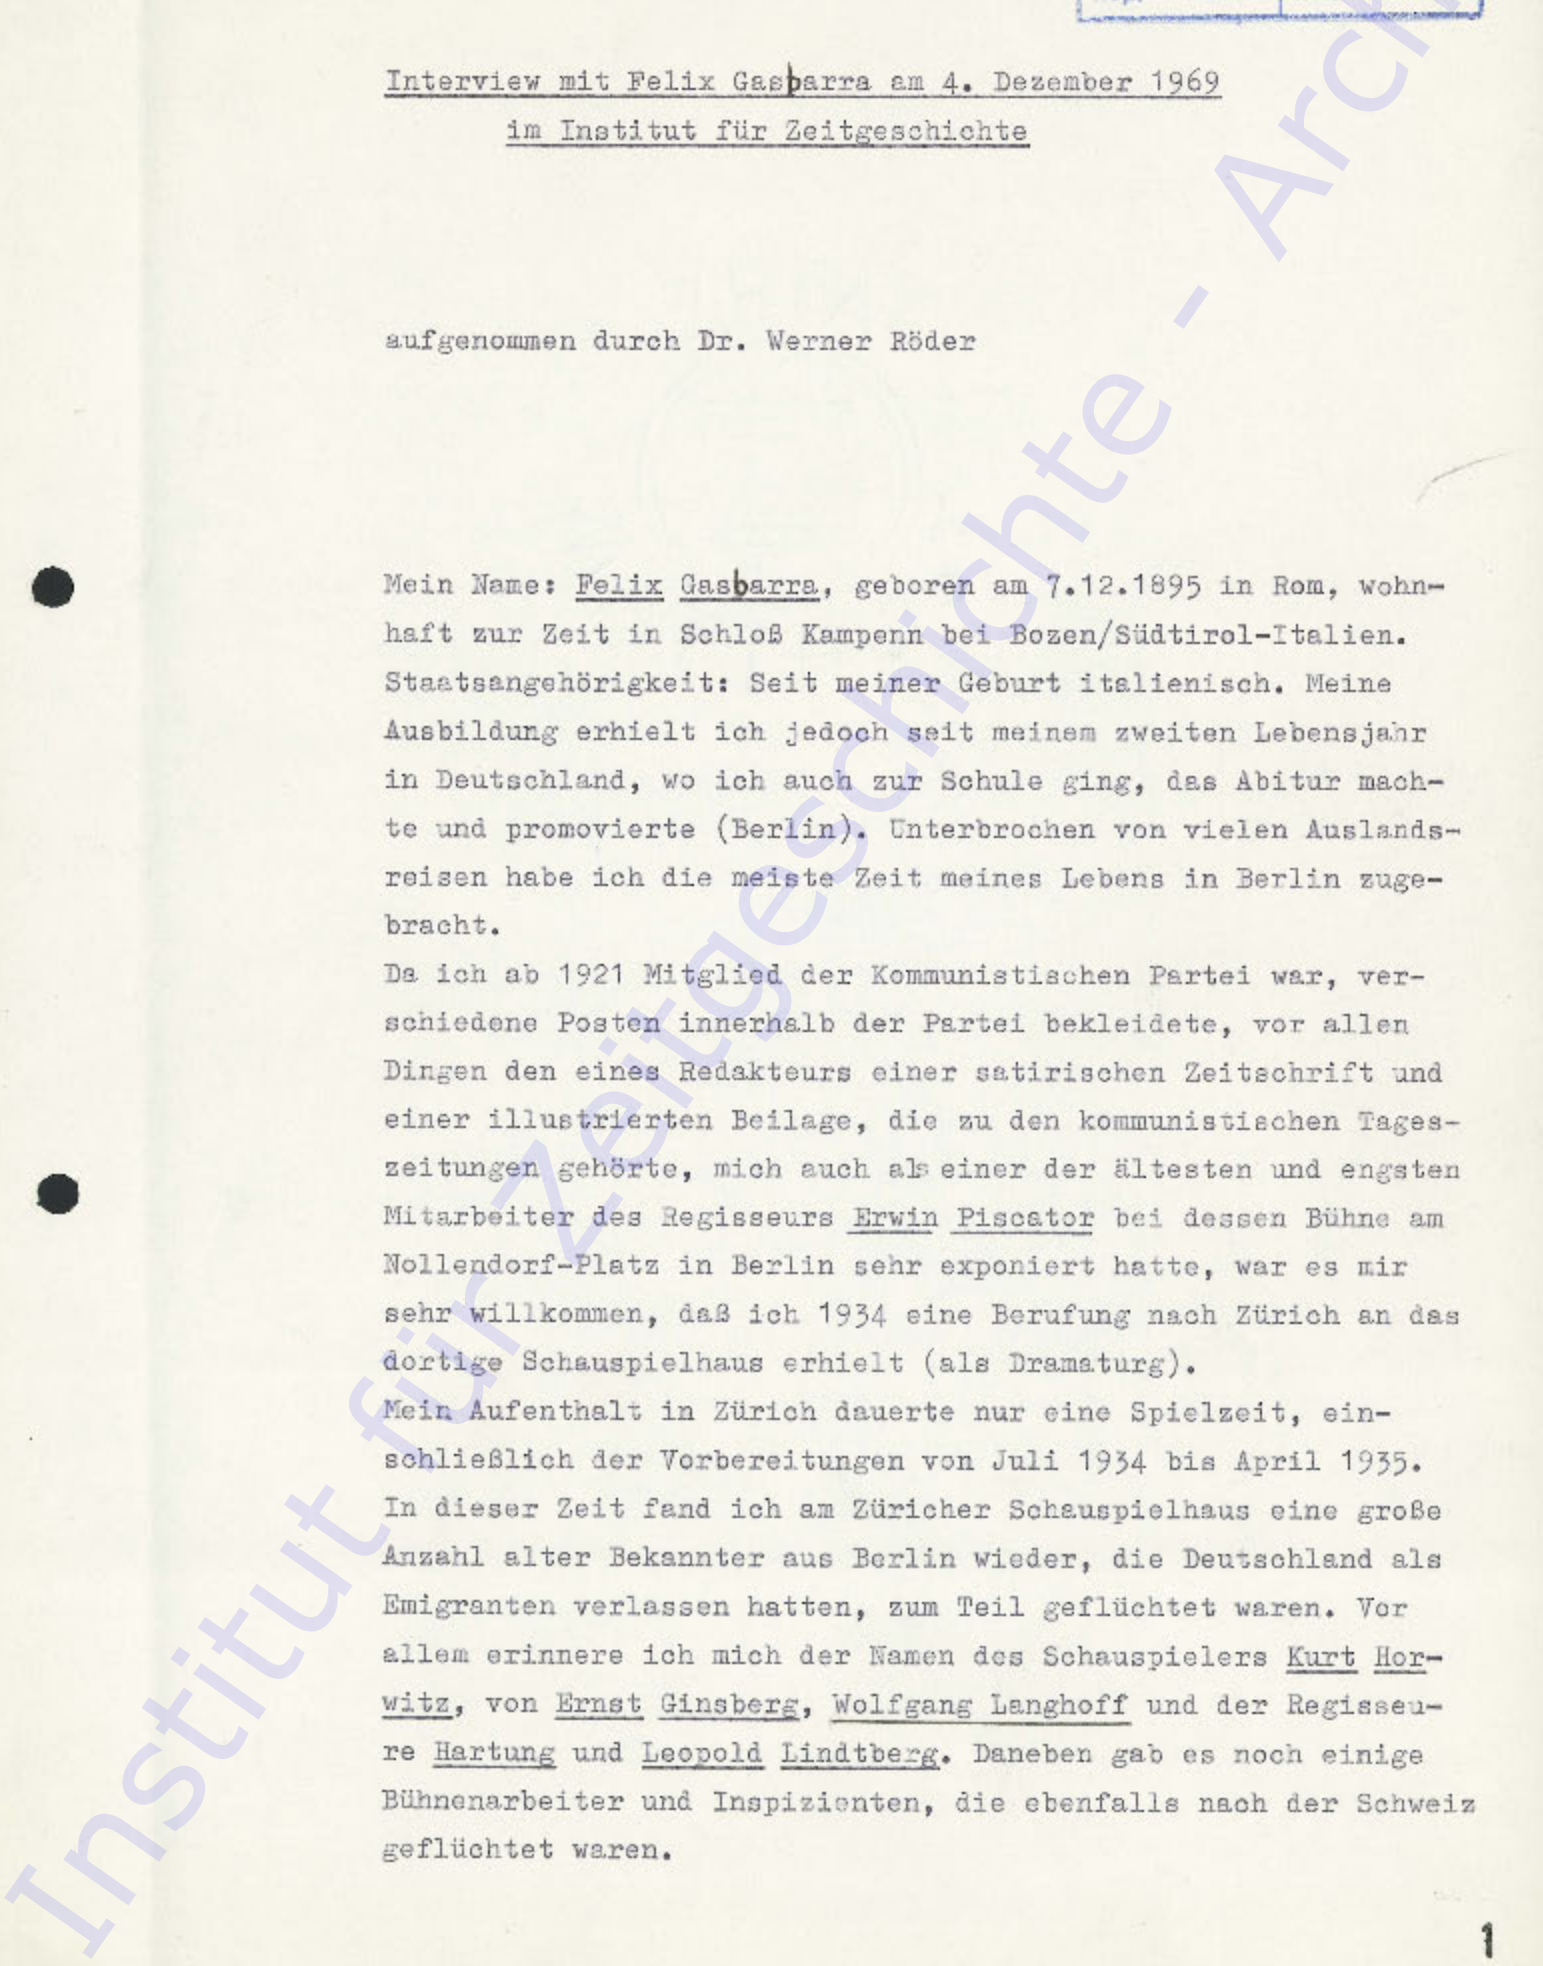 Interview mit Felix Gasbarra am 4. Dezember 1969
im Institut für Zeitgeschichte
aufgenommen durch Dr. Werner Röder
Mein Name: Felix Gasbarra, geboren am 7.12.1895 in Rom, wohn-
haft zur Zeit in Schloß Kampenn bei Bozen/Südtirol-Italien.
Staatsangehörigkeit: Seit meiner Geburt italienisch. Meine
Ausbildung erhielt ich jedoch seit meinem zweiten Lebensjahr
in Deutschland, wo ich auch zur Schule ging, das Abitur mach-
te und promovierte (Berlin). Unterbrochen von vielen Auslands-
reisen habe ich die meiste Zeit meines Lebens in Berlin zuge-
bracht.
Da ich ab 1921 Mitglied der Kommunistischen Partei war, ver-
schiedene Posten innerhalb der Partei bekleidete, vor allen
Dingen den eines Redakteurs einer satirischen Zeitschrift und
einer illustrierten Beilage, die zu den kommunistischen Tages-
zeitungen gehörte, mich auch als einer der ältesten und engsten
Mitarbeiter des Regisseurs Erwin Piscator bei dessen Bühne am
Nollendorf-Platz in Berlin sehr exponiert hatte, war es mir
sehr willkommen, daß ich 1934 eine Berufung nach Zürich an das
dortige Schauspielhaus erhielt (als Dramaturg).
Mein Aufenthalt in Zürich dauerte nur eine Spielzeit, ein-
schließlich der Vorbereitungen von Juli 1934 bis April 1935.
In dieser Zeit fand ich am Züricher Schauspielhaus eine große
Anzahl alter Bekannter aus Berlin wieder, die Deutschland als
Emigranten verlassen hatten, zum Teil geflüchtet waren. Vor
allem erinnere ich mich der Namen des Schauspielers Kurt Hor-
witz, von Ernst Ginsberg, Wolfgang Langhoff und der Regisseu-
re Hartung und Leopold Lindtberg. Daneben gab es noch einige
Bühnenarbeiter und Inspizienten, die ebenfalls nach der Schweiz
geflüchtet waren.
1
Institut für Zeitgeschichte - Arch